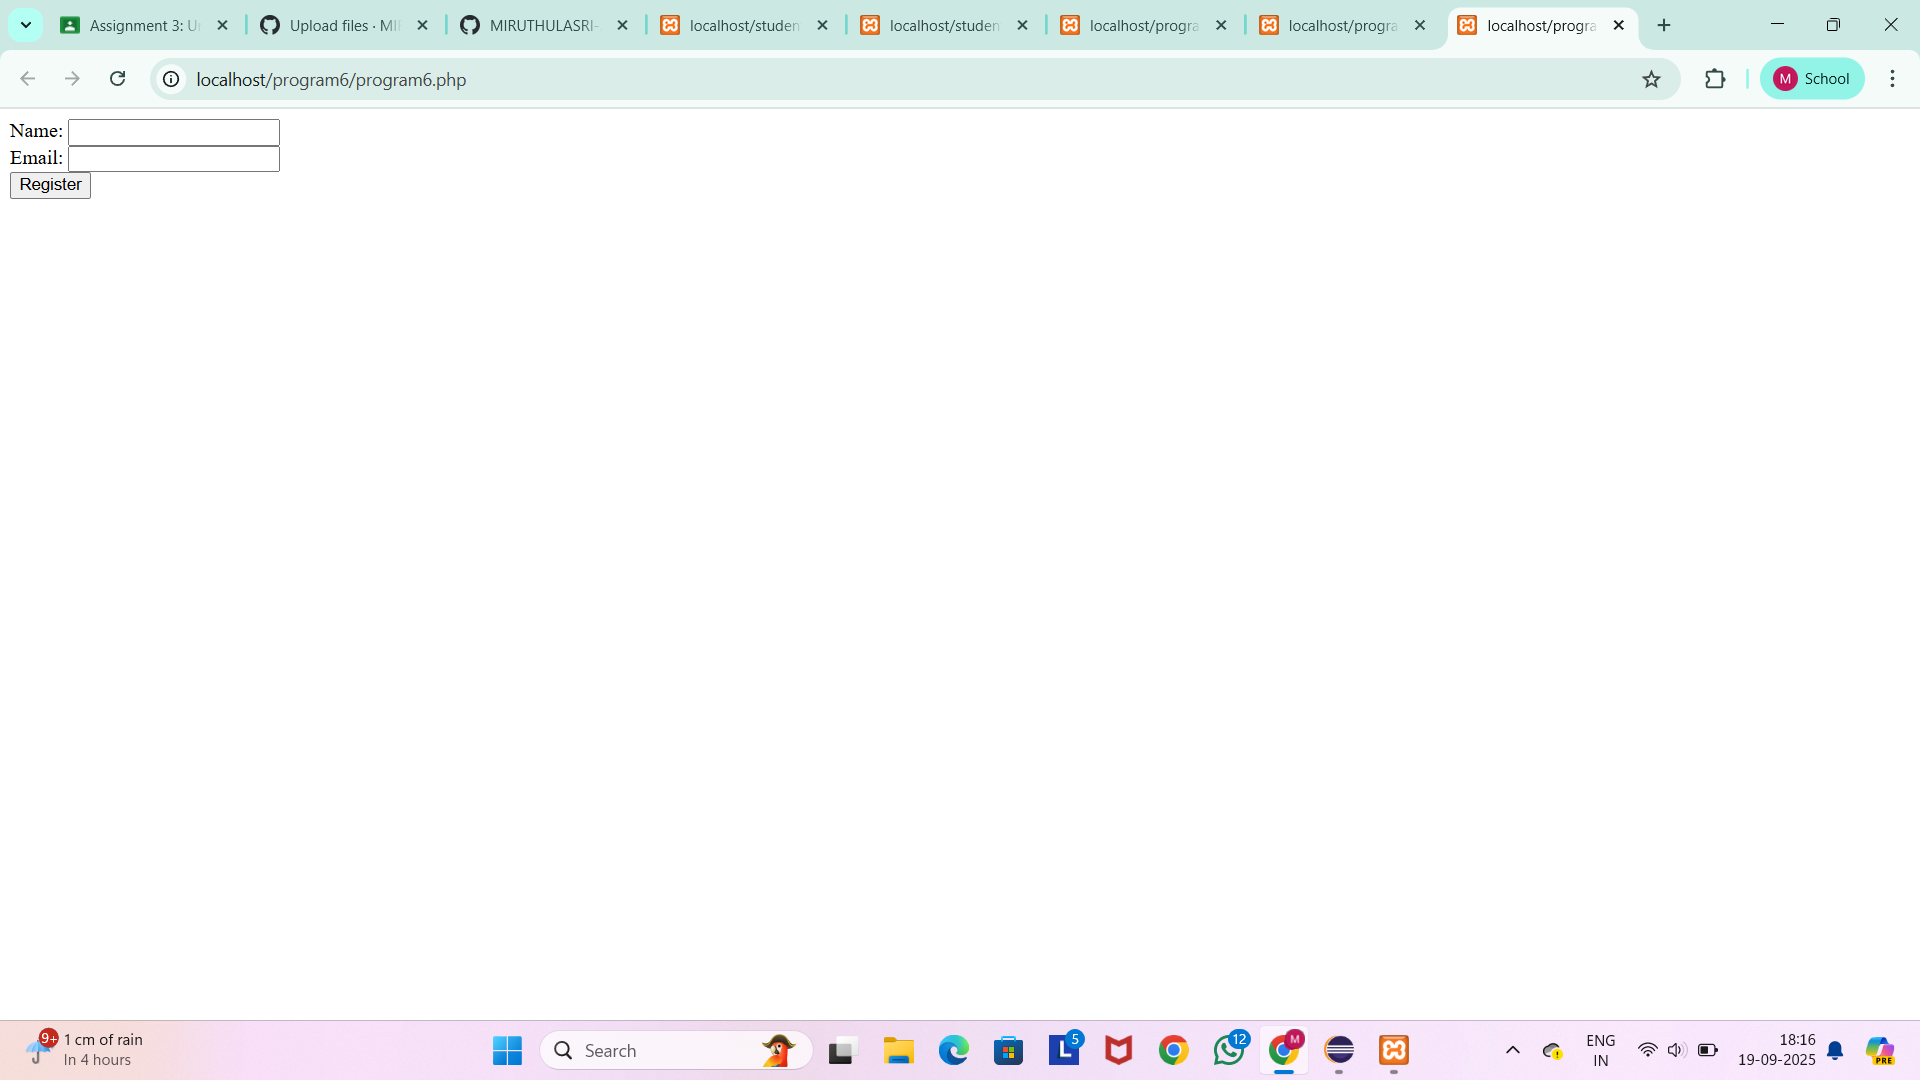 Assignment 3: U
Upload files · MI
MIRUTHULASRI-
localhost/studen
localhost/studen
localhost/progra
localhost/progra
localhost/progra
localhost/program6/program6.php
M School
Name:
Email:
Register
9+
1 cm of rain
In 4 hours
Search
L 5
12
M
PRE
ENG
IN
18:16
19-09-2025